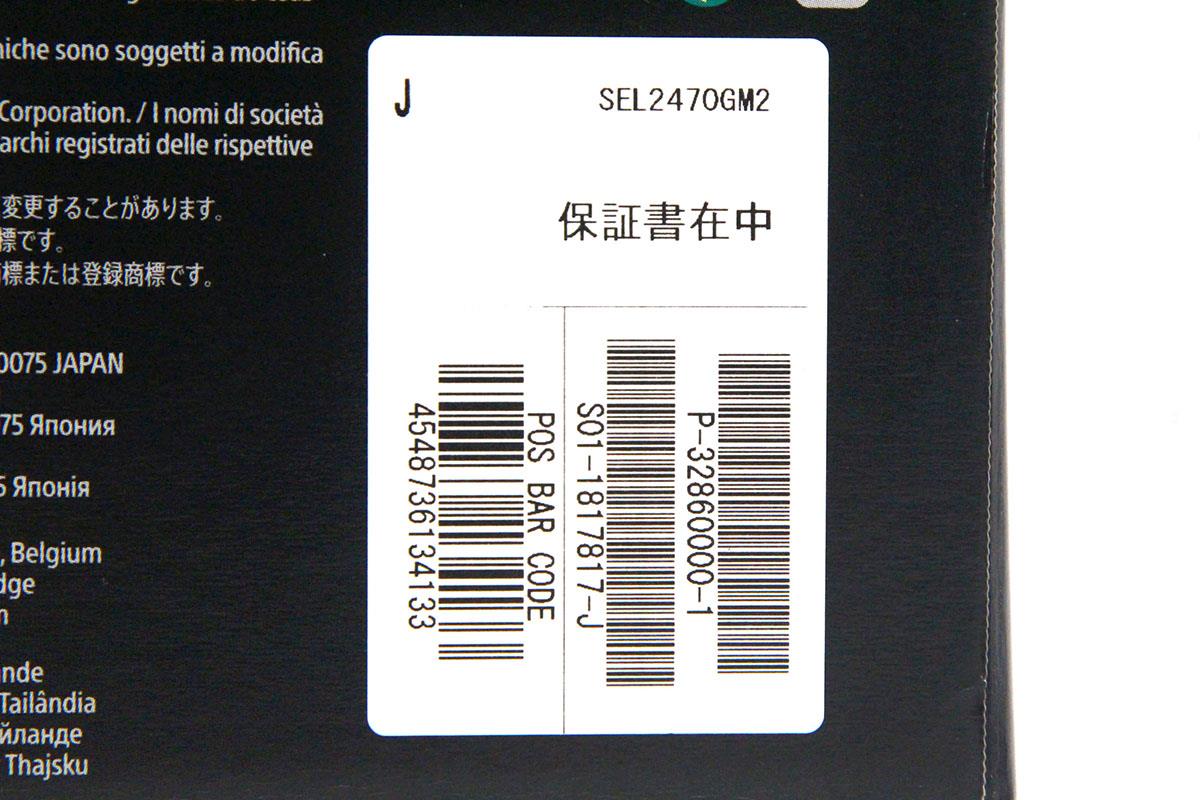 niche sono soggetti a modifica
Corporation. / I nomi di società
archi registrati delle rispettive
変更することがあります。
標です。
標または登録商標です。
0075 JAPAN
75 Япония
5 Японія
, Belgium
dge
nde
Tailândia
йланде
Thajsku
J
SEL2470GM2
保証書在中
POS BAR CODE
4548736134133
S01-1817817-J
P-32860000-1